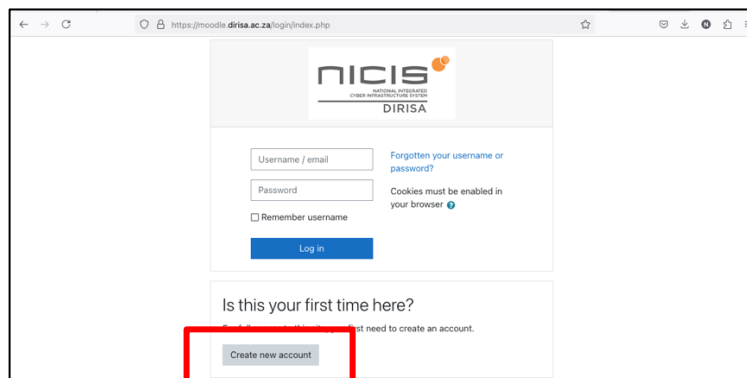 https://moodle.dirisa.ac.za/login/index.php
N
nicis
NATIONAL INTEGRATED
CYBER INFRASTRUCTURE SYSTEM
DIRISA
Username / email
Forgotten your username or
password?
Password
Cookies must be enabled in
your browser ?
Remember username
Log in
Is this your first time here?
first need to create an account.
Create new account